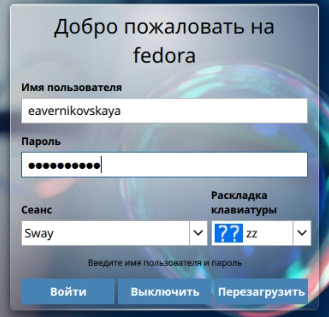 Добро пожаловать на
fedora
Имя пользователя
eavernikovskaya
Пароль
●●●●●●●●●●
Сеанс
Раскладка
клавиатуры
Sway
?? zz
Введите имя пользователя и пароль
Войти
Выключить
Перезагрузить